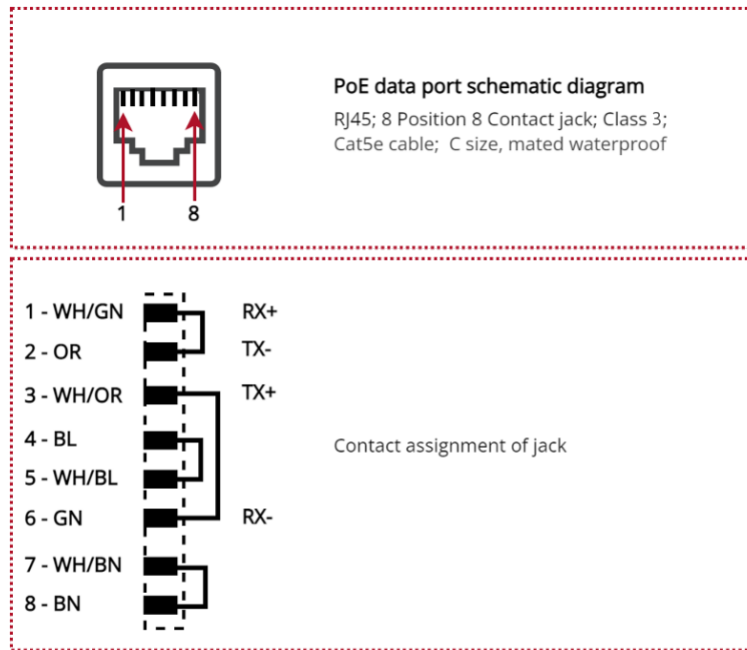 PoE data port schematic diagram
RJ45; 8 Position 8 Contact jack; Class 3;
Cat5e cable; C size, mated waterproof
1 8
1 - WH/GN RX+
2 - OR TX-
3 - WH/OR TX+
4 - BL
Contact assignment of jack
5 - WH/BL
6 - GN RX-
7 - WH/BN
8 - BN